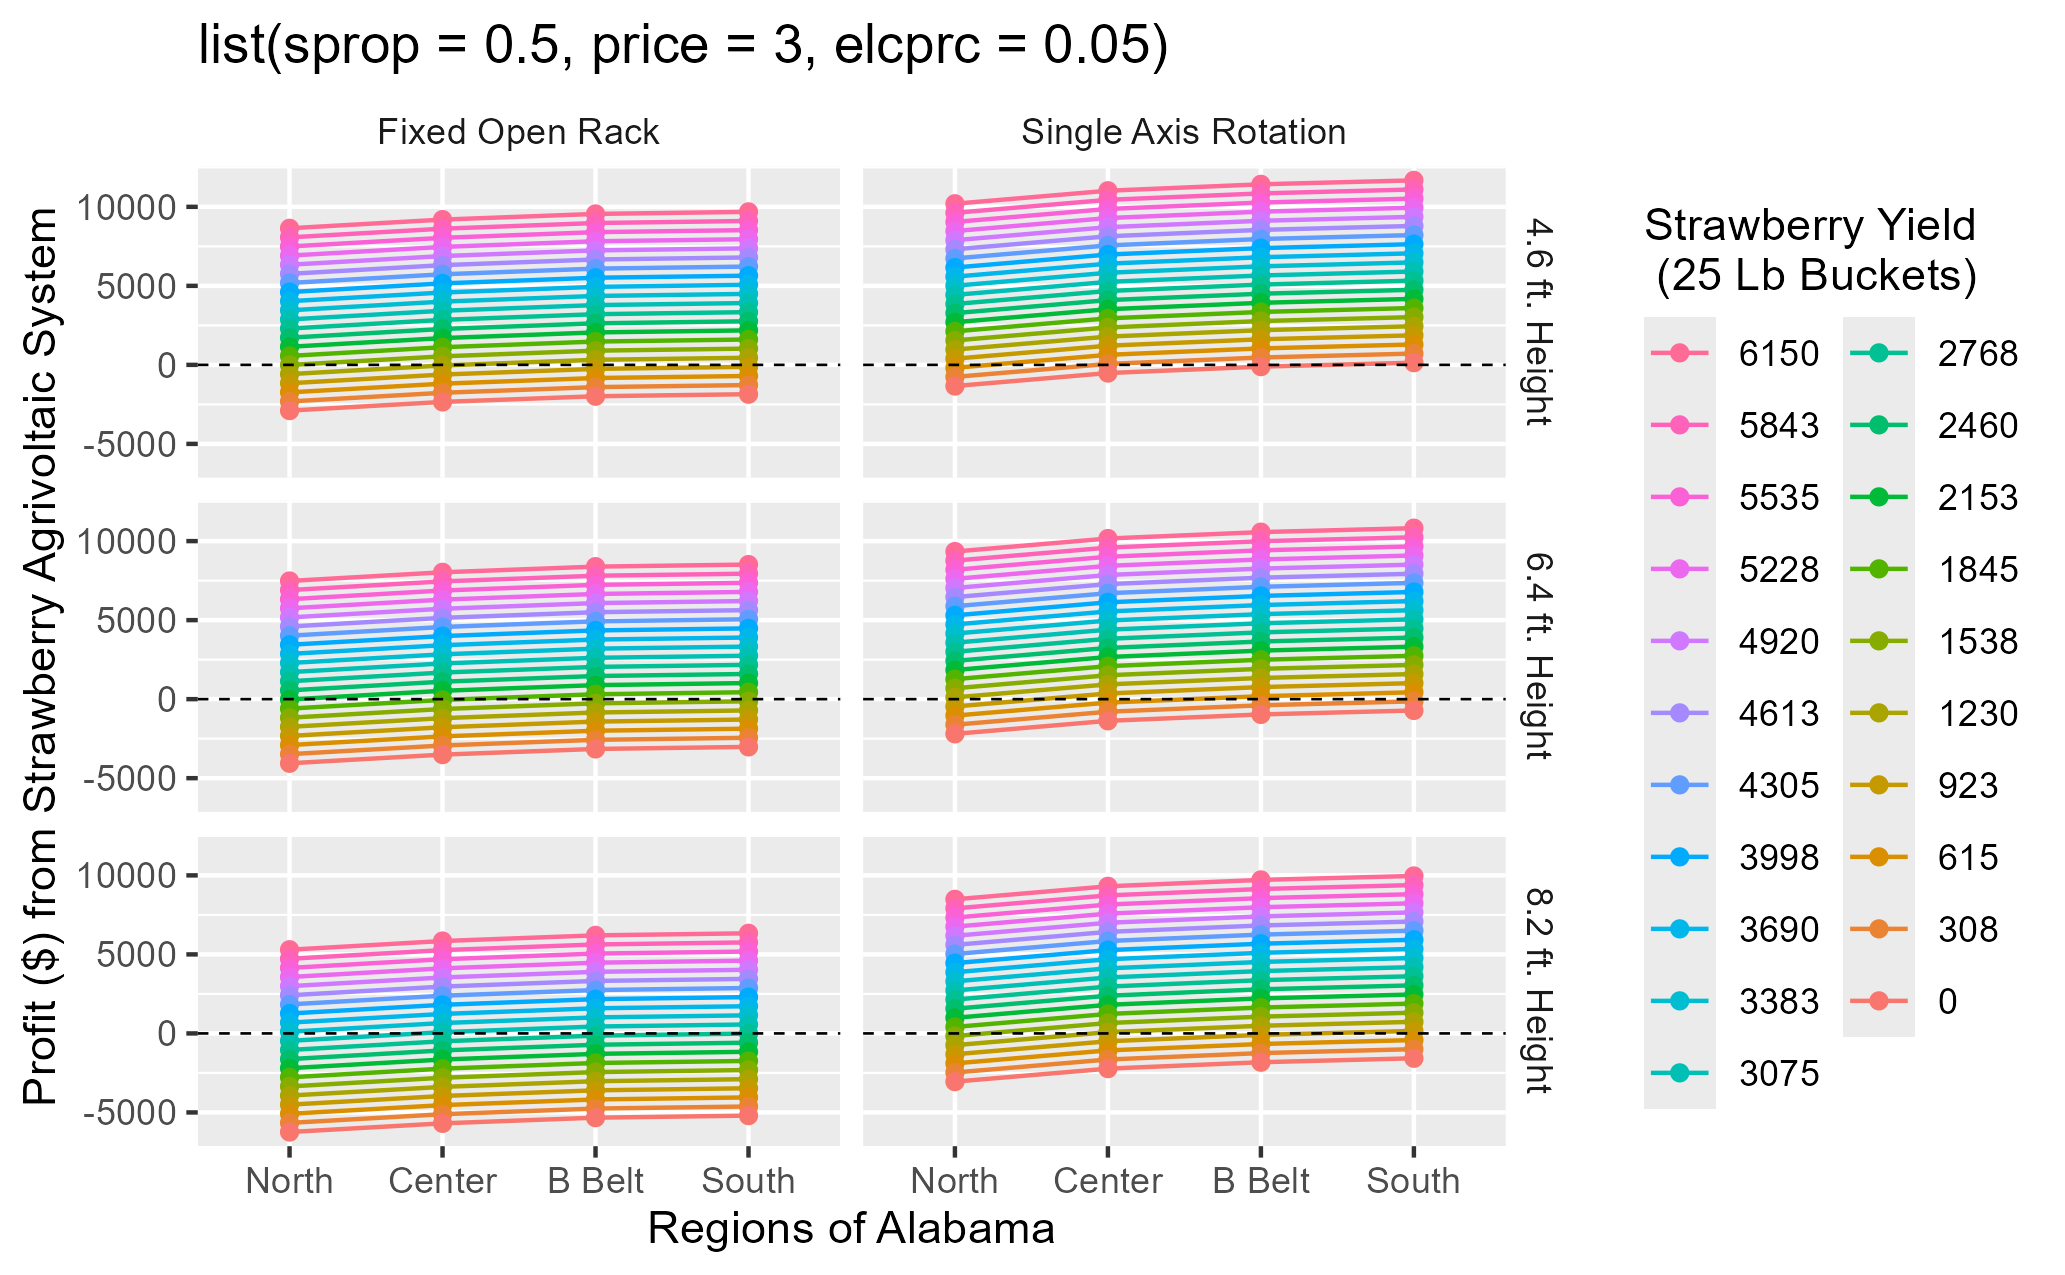 list(sprop = 0.5, price = 3, elcprc = 0.05)
Fixed Open Rack
Single Axis Rotation
Profit ($) from Strawberry Agrivoltaic System
10000
5000
0
-5000
4.6 ft. Height
10000
5000
0
-5000
6.4 ft. Height
10000
5000
0
-5000
8.2 ft. Height
North Center B Belt South
North Center B Belt South
Regions of Alabama
Strawberry Yield
(25 Lb Buckets)
6150
5843
5535
5228
4920
4613
4305
3998
3690
3383
3075
2768
2460
2153
1845
1538
1230
923
615
308
0